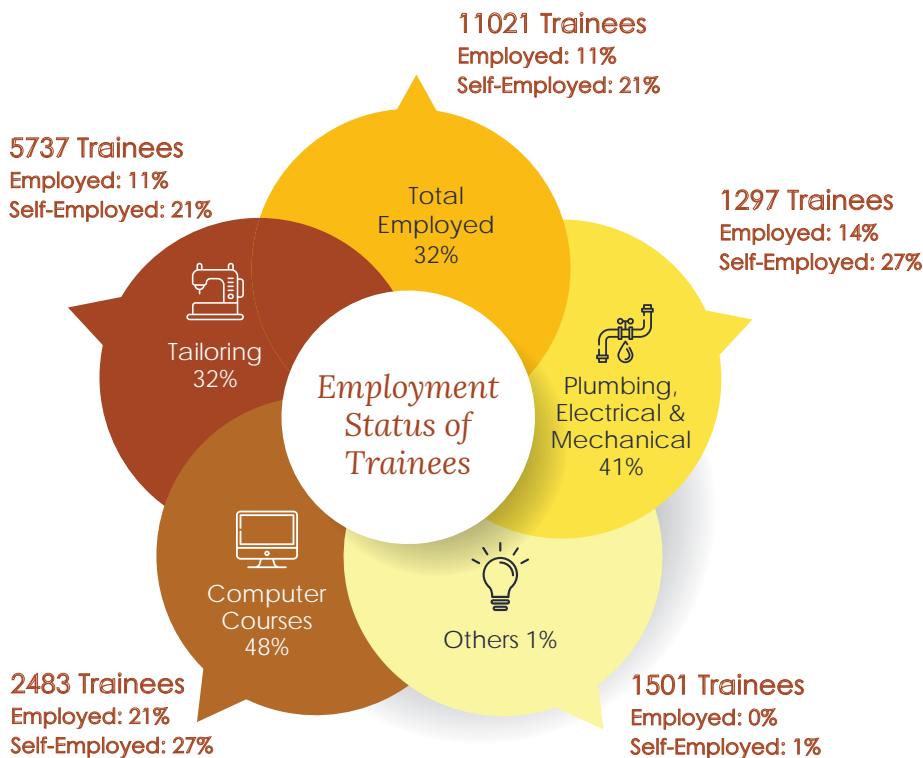 11021 Trainees
Employed: 11%
Self-Employed: 21%
5737 Trainees
Employed: 11%
Self-Employed: 21%
Total
Employed
32%
1297 Trainees
Employed: 14%
Self-Employed: 27%
Tailoring
32%
Employment
Status of
Trainees
Plumbing,
Electrical &
Mechanical
41%
Computer
Courses
48%
Others 1%
2483 Trainees
Employed: 21%
Self-Employed: 27%
1501 Trainees
Employed: 0%
Self-Employed: 1%